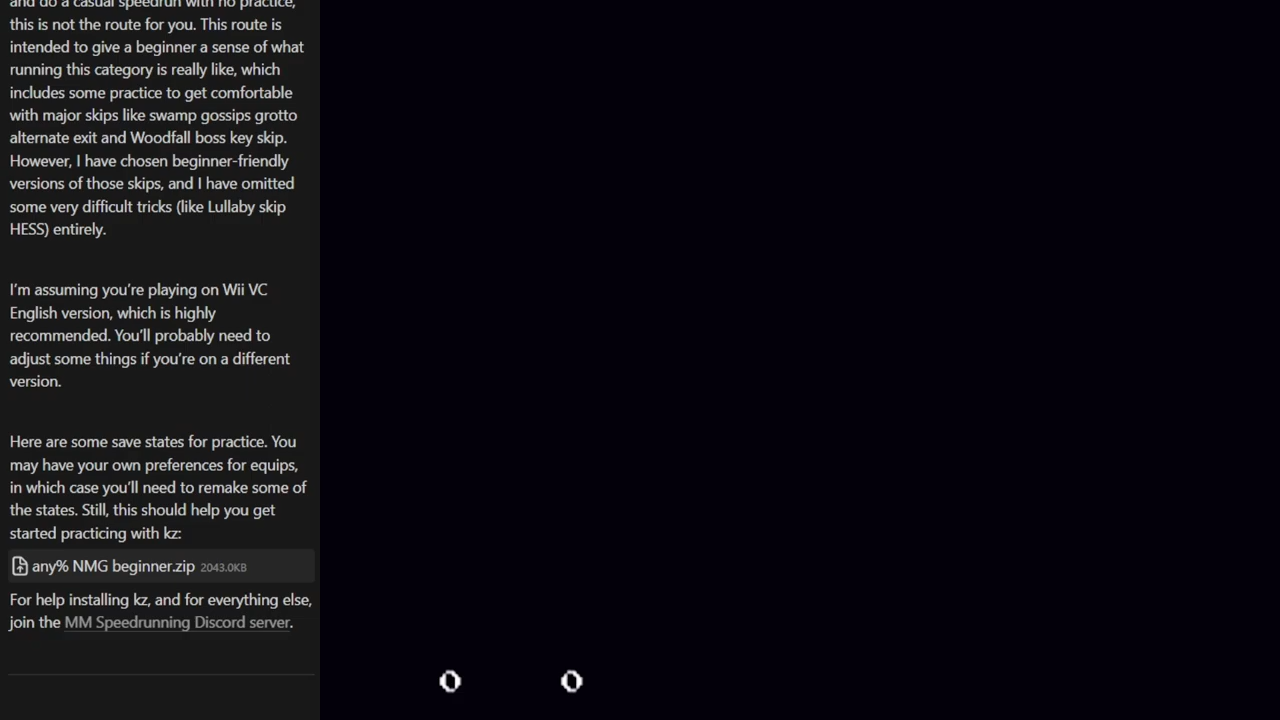 and do a casual speedrun with no practice,
this is not the route for you. This route is
intended to give a beginner a sense of what
running this category is really like, which
includes some practice to get comfortable
with major skips like swamp gossips grotto
alternate exit and Woodfall boss key skip.
However, I have chosen beginner-friendly
versions of those skips, and I have omitted
some very difficult tricks (like Lullaby skip
HESS) entirely.
I’m assuming you’re playing on Wii VC
English version, which is highly
recommended. You’ll probably need to
adjust some things if you’re on a different
version.
Here are some save states for practice. You
may have your own preferences for equips,
in which case you’ll need to remake some of
the states. Still, this should help you get
started practicing with kz:
any% NMG beginner.zip 2043.0KB
For help installing kz, and for everything else,
join the MM Speedrunning Discord server.
0 0